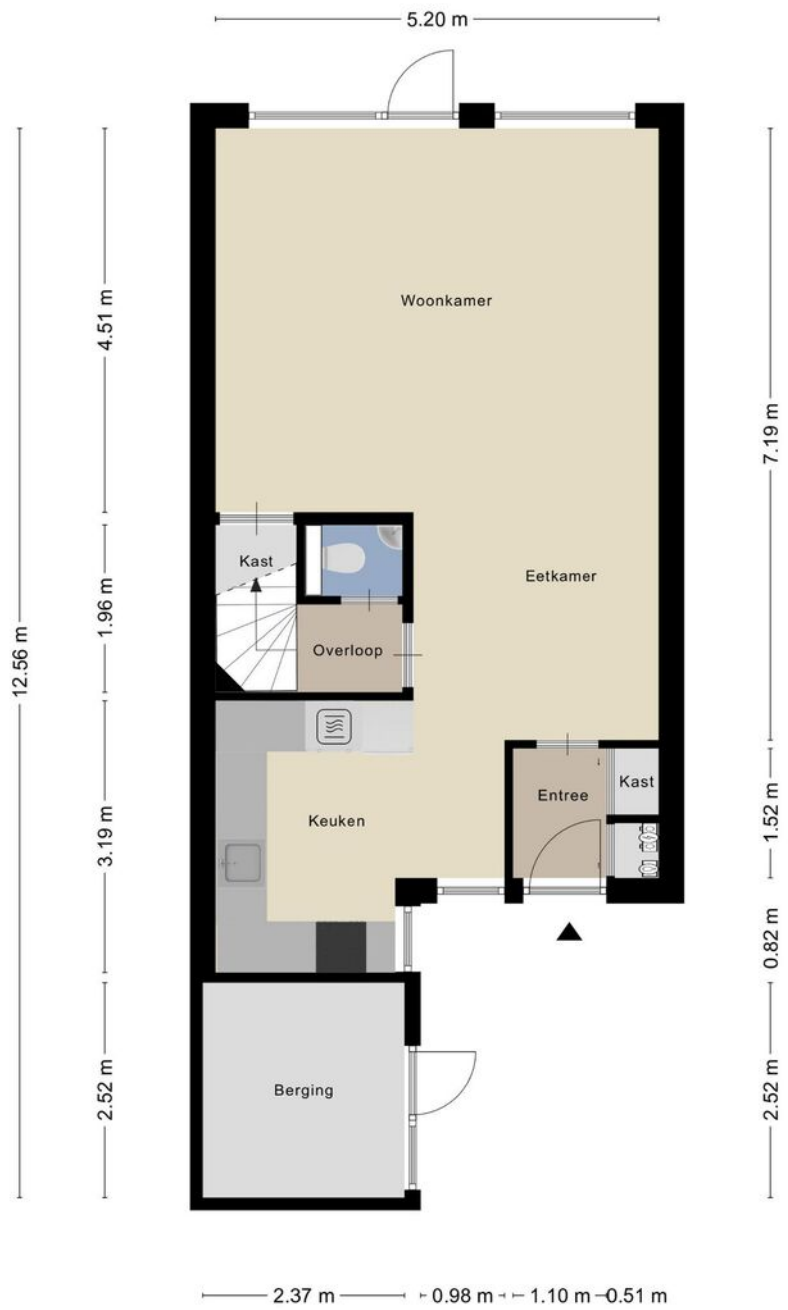 5.20 m
Woonkamer
4.51 m
7.19 m
Kast
Eetkamer
1.96 m
Overloop
12.56 m
Entree
Kast
1.52 m
Keuken
3.19 m
0.82 m
Berging
2.52 m
2.52 m
2.37 m
0.98 m
1.10 m
0.51 m